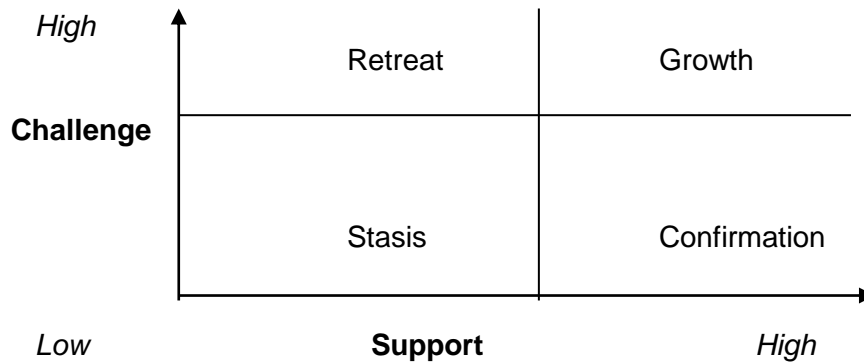 High
Retreat Growth
Challenge
Stasis Confirmation
Low Support High